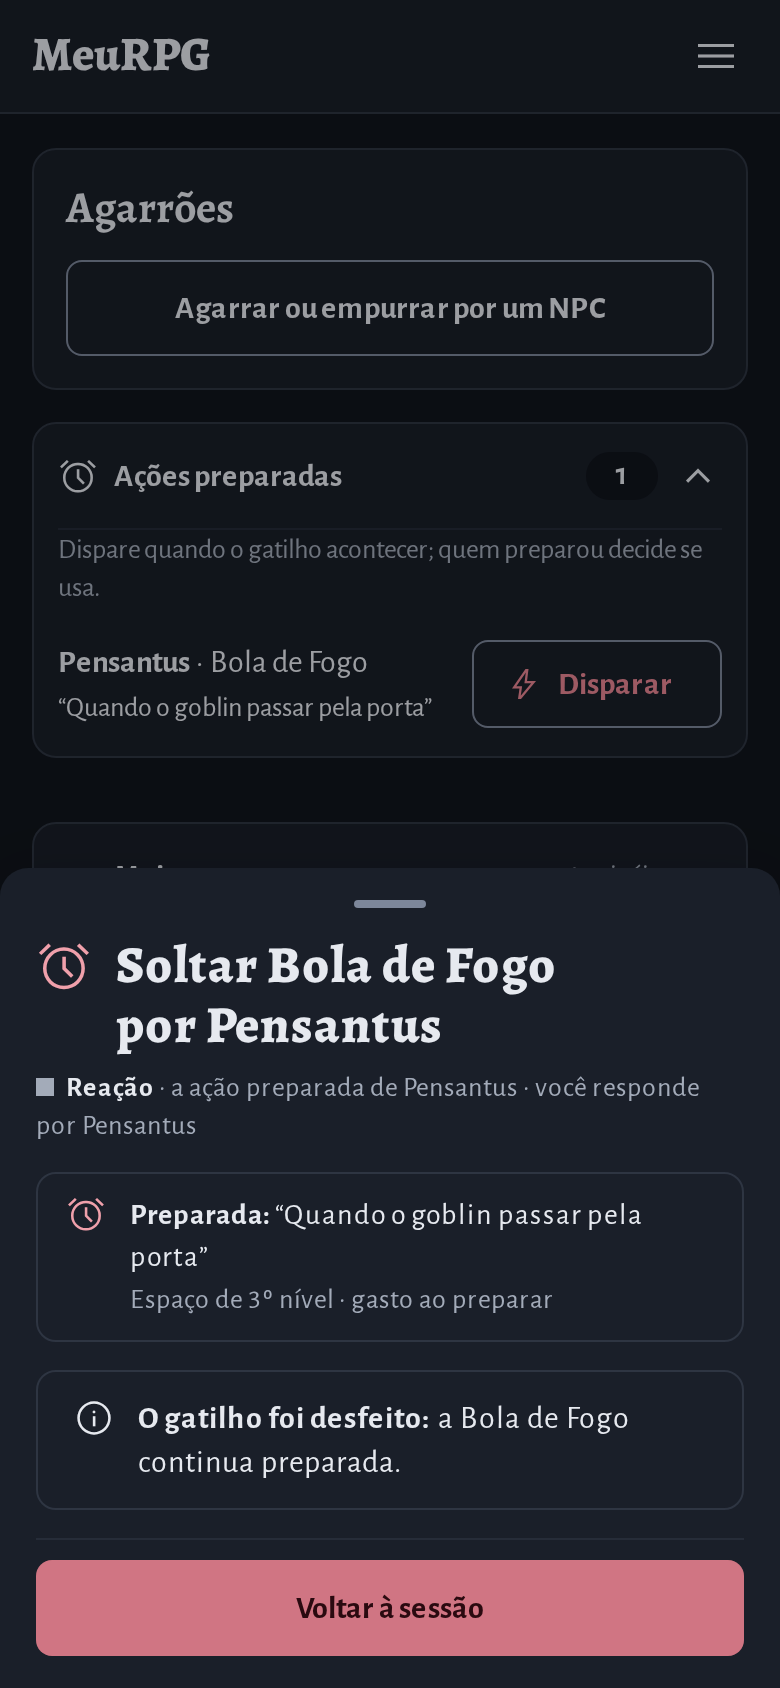 MeuRPG
Agarrões
Agarrar ou empurrar por um NPC
Ações preparadas
1
Dispare quando o gatilho acontecer; quem preparou decide se
usa.
Pensantus · Bola de Fogo
“Quando o goblin passar pela porta”
Disparar
Soltar Bola de Fogo
por Pensantus
Reação · a ação preparada de Pensantus · você responde
por Pensantus
Preparada: “Quando o goblin passar pela
porta”
Espaço de 3º nível · gasto ao preparar
O gatilho foi desfeito: a Bola de Fogo
continua preparada.
Voltar à sessão